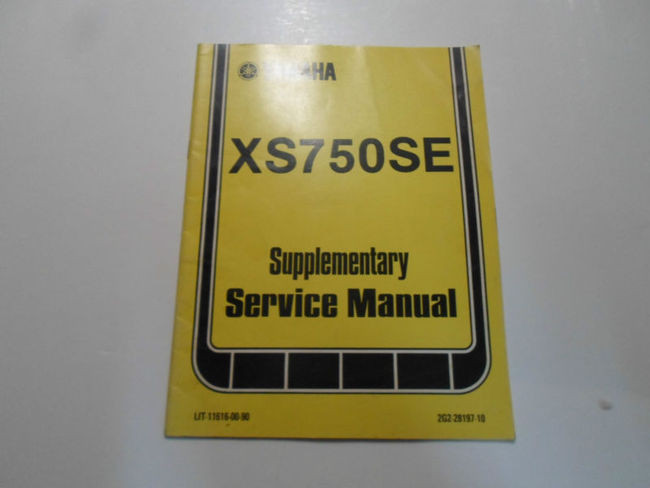 YAMAHA
XS750SE
Supplementary
Service Manual
LIT-11616-00-90
2G2-28197-10